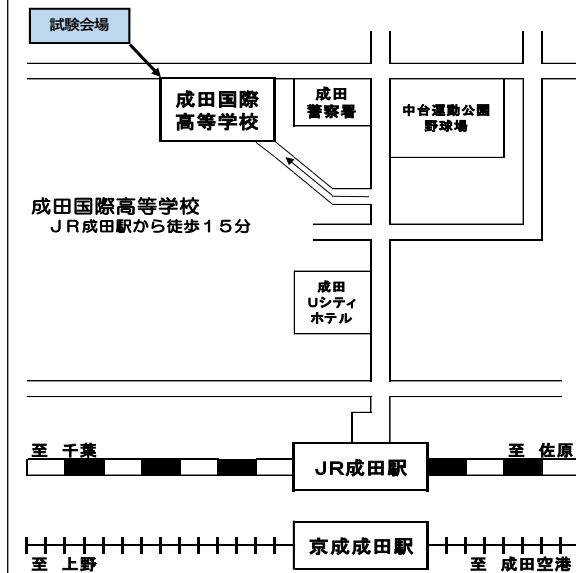 試験会場
成田国際
高等学校
成田
警察署
中台運動公園
野球場
成田国際高等学校
ＪＲ成田駅から徒歩１５分
成田
Uシティ
ホテル
至 千葉
至 佐原
JR成田駅
京成成田駅
至 上野
至 成田空港